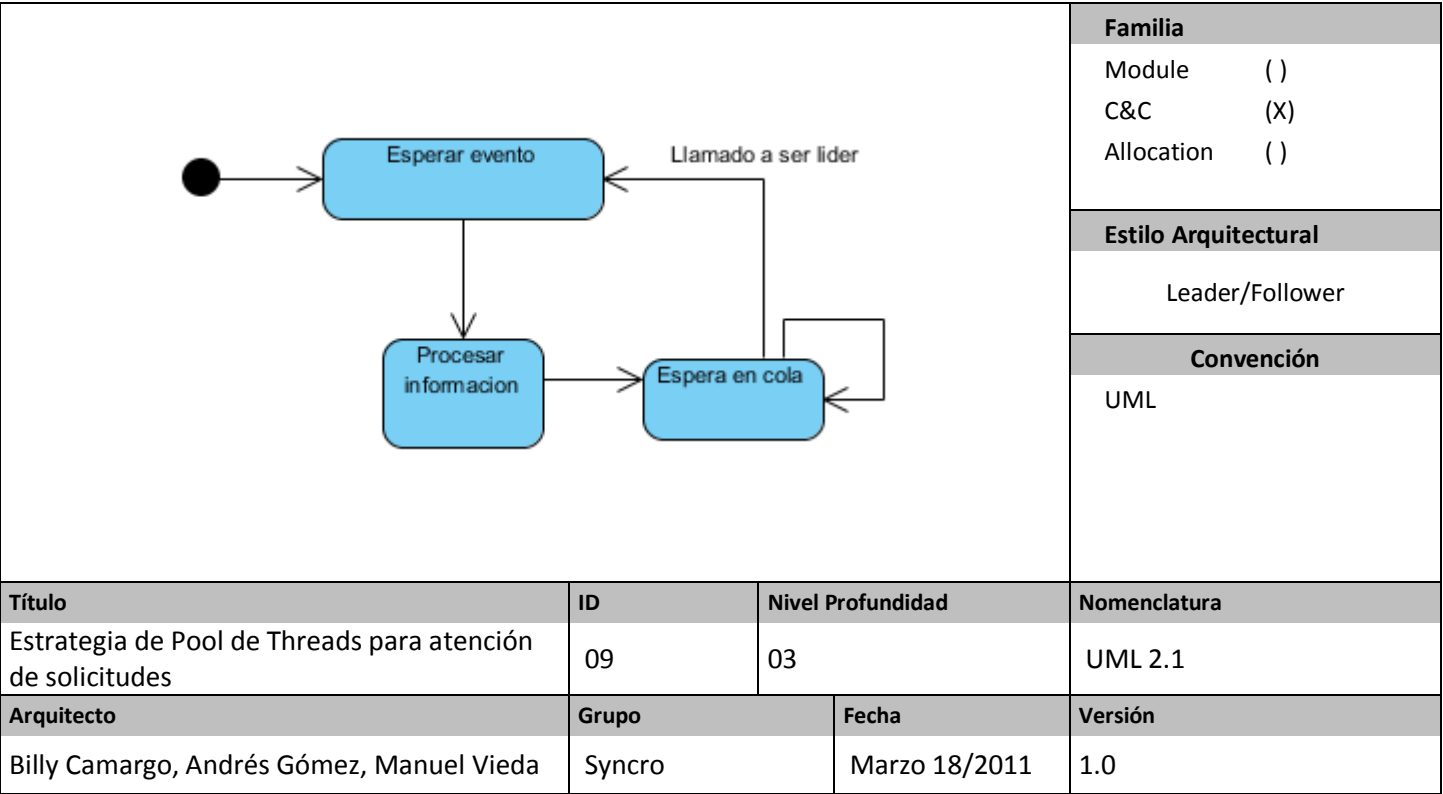 Esperar evento
Llamado a ser lider
Procesar
informacion
Espera en cola
Familia
Module ( )
C&C (X)
Allocation ( )
Estilo Arquitectural
Leader/Follower
Convención
UML
Título ID Nivel Profundidad Nomenclatura
Estrategia de Pool de Threads para atención
de solicitudes
09 03 UML 2.1
Arquitecto Grupo Fecha Versión
Billy Camargo, Andrés Gómez, Manuel Vieda Syncro Marzo 18/2011 1.0